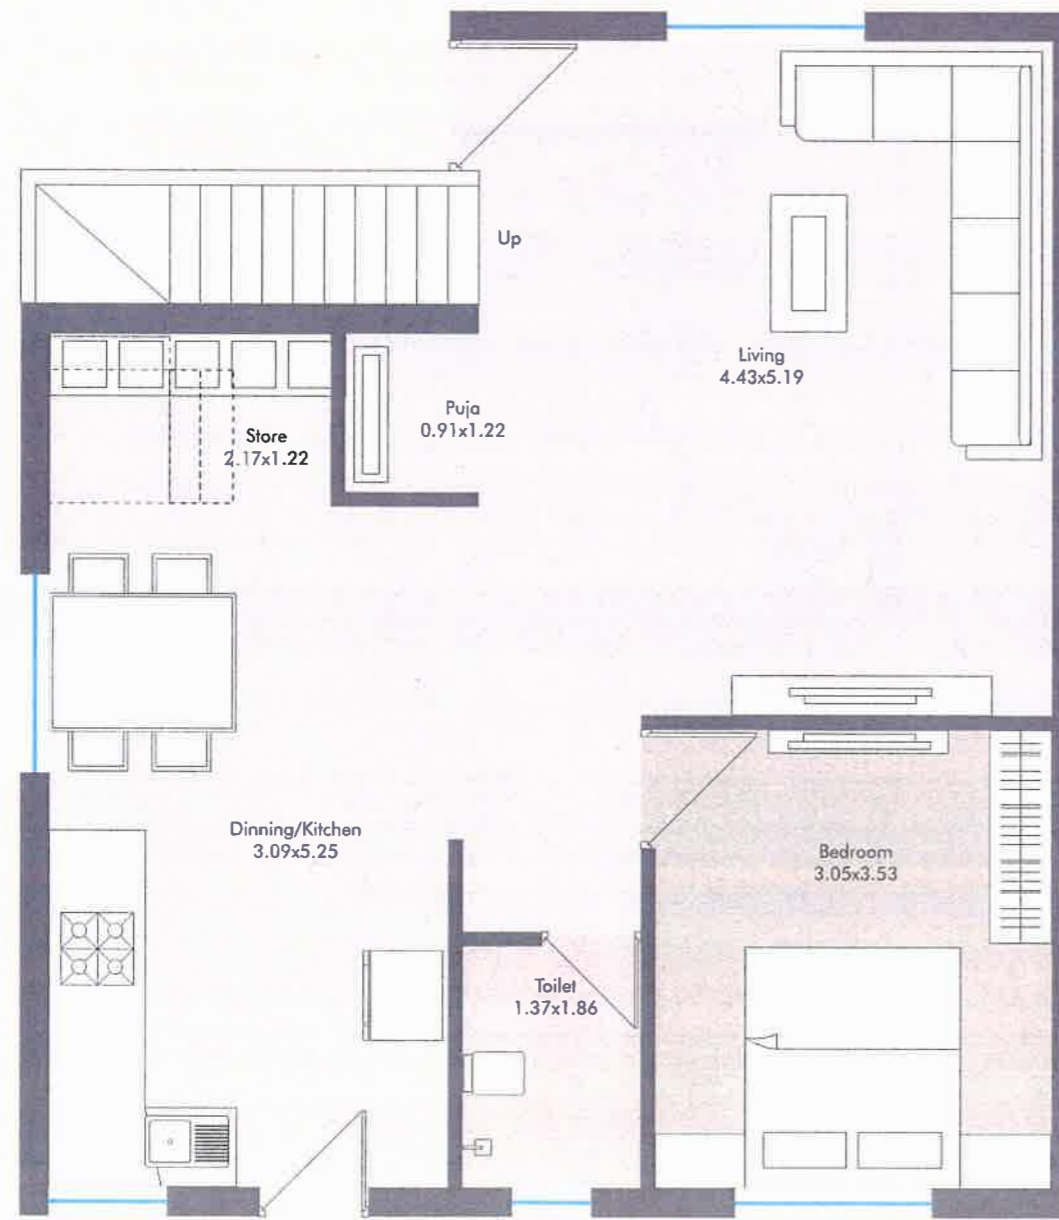 Up
Living
4.43x5.19
Puja
0.91x1.22
Store
2.17x1.22
Dinning/Kitchen
3.09x5.25
Bedroom
3.05x3.53
Toilet
1.37x1.86